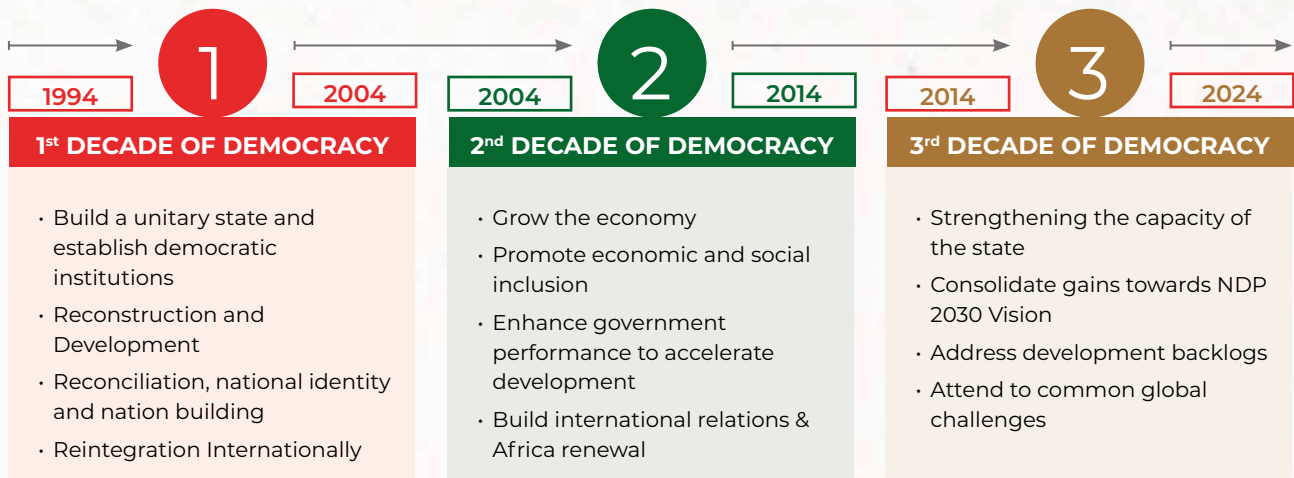 1
1994
2004
1st DECADE OF DEMOCRACY
• Build a unitary state and
establish democratic
institutions
• Reconstruction and
Development
• Reconciliation, national identity
and nation building
• Reintegration Internationally
2
2004
2014
2nd DECADE OF DEMOCRACY
• Grow the economy
• Promote economic and social
inclusion
• Enhance government
performance to accelerate
development
• Build international relations &
Africa renewal
3
2014
2024
3rd DECADE OF DEMOCRACY
• Strengthening the capacity of
the state
• Consolidate gains towards NDP
2030 Vision
• Address development backlogs
• Attend to common global
challenges